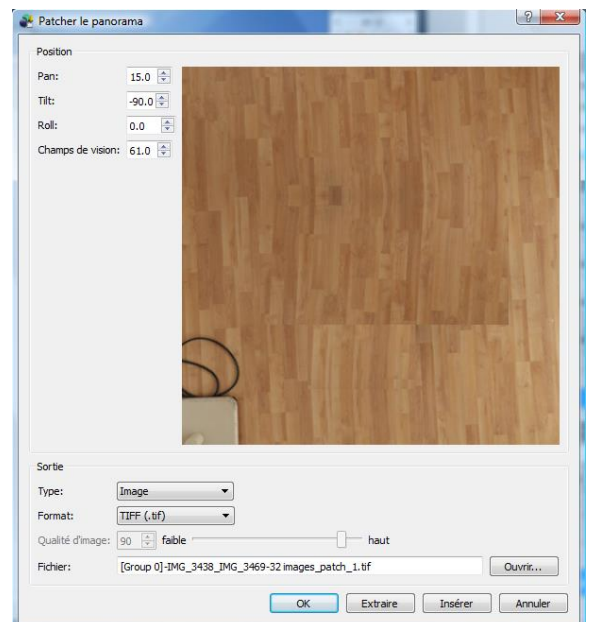 Patcher le panorama
Position
Pan: 15.0
Tilt: -90.0
Roll: 0.0
Champs de vision: 61.0
Sortie
Type: Image
Format: TIFF (.tif)
Qualité d'image: 90 faible haut
Fichier: [Group 0]-IMG_3438_IMG_3469-32 images_patch_1.tif Ouvrir...
OK Extraire Insérer Annuler